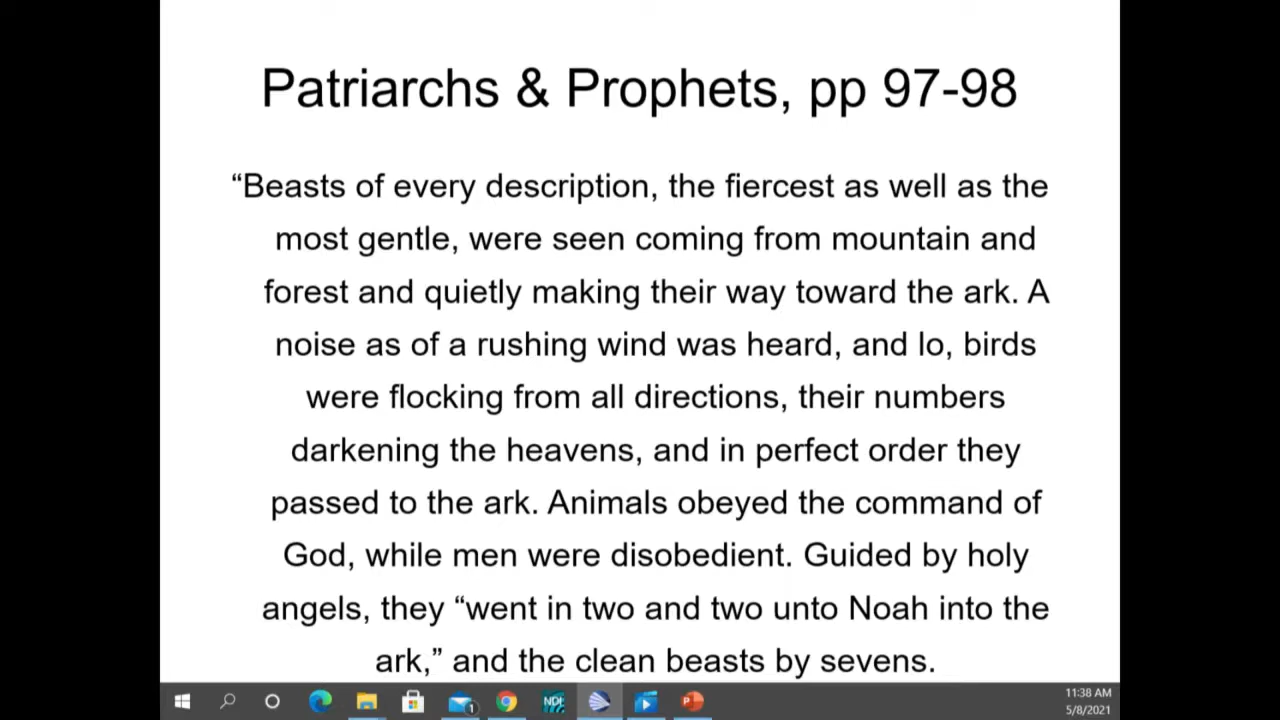 Patriarchs & Prophets, pp 97-98
“Beasts of every description, the fiercest as well as the
most gentle, were seen coming from mountain and
forest and quietly making their way toward the ark. A
noise as of a rushing wind was heard, and lo, birds
were flocking from all directions, their numbers
darkening the heavens, and in perfect order they
passed to the ark. Animals obeyed the command of
God, while men were disobedient. Guided by holy
angels, they “went in two and two unto Noah into the
ark,” and the clean beasts by sevens.
NDI
1
P
11:38 AM
5/8/2021